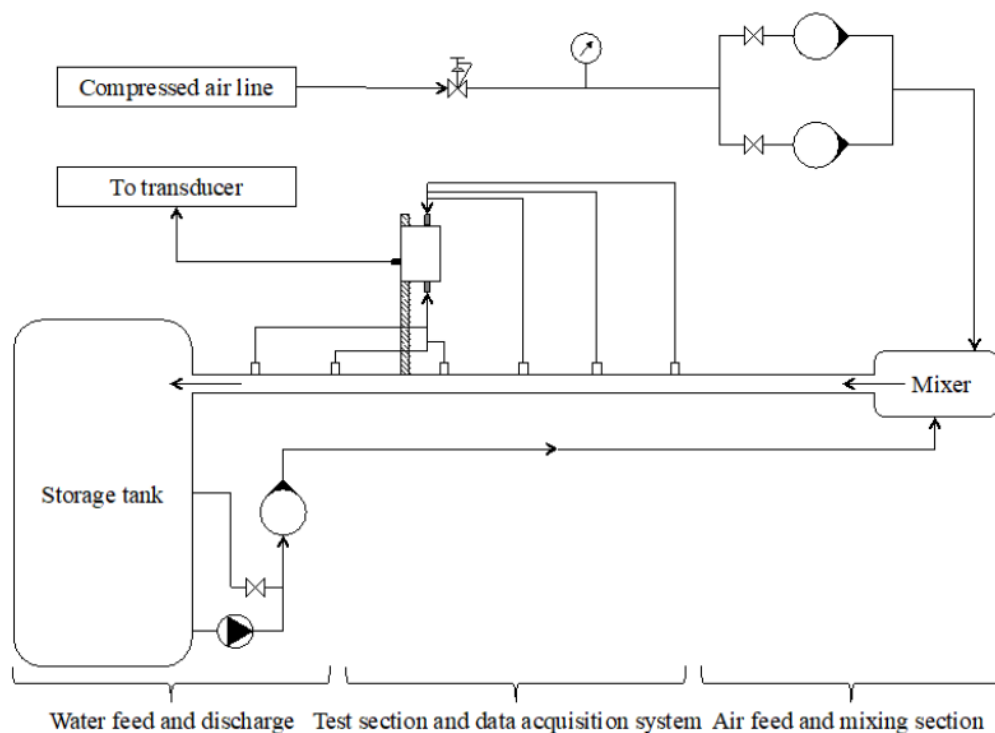 Compressed air line
To transducer
Mixer
Storage tank
Water feed and discharge
Test section and data acquisition system
Air feed and mixing section